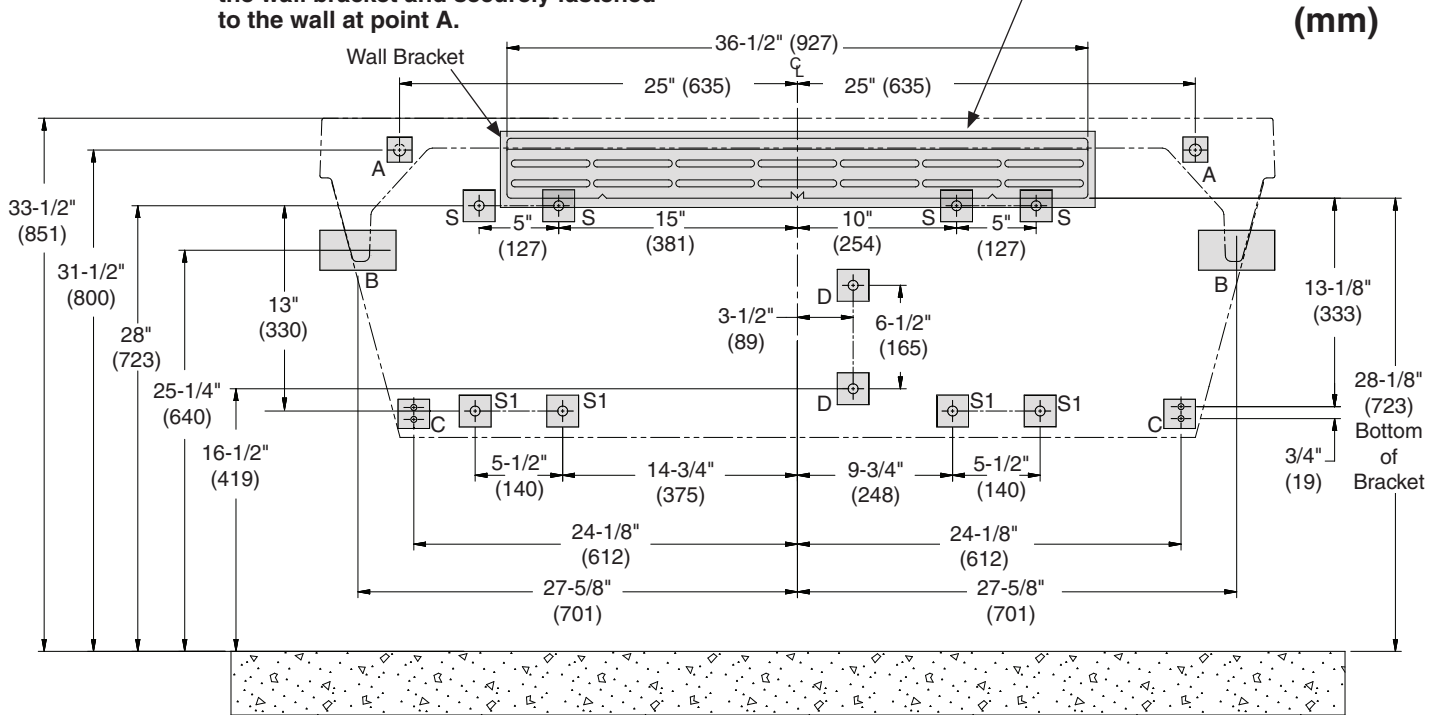 the wall bracket and securely fastened
to the wall at point A.
(mm)
36-1/2" (927)
Wall Bracket
CL
25" (635)
25" (635)
A
A
33-1/2"
(851)
S
5"
(127)
S
15"
(381)
10"
(254)
S
5"
(127)
S
31-1/2"
(800)
B
B
13"
(330)
D
13-1/8"
(333)
28"
(723)
3-1/2"
(89)
6-1/2"
(165)
25-1/4"
(640)
D
28-1/8"
(723)
Bottom
of
Bracket
C
S1
S1
S1
S1
C
16-1/2"
(419)
5-1/2"
(140)
14-3/4"
(375)
9-3/4"
(248)
5-1/2"
(140)
3/4"
(19)
24-1/8"
(612)
24-1/8"
(612)
27-5/8"
(701)
27-5/8"
(701)